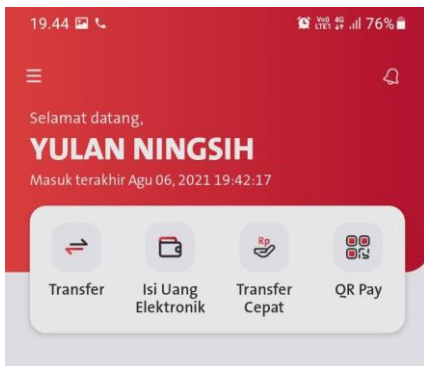 19.44 76%
Selamat datang,
YULAN NINGSIH
Masuk terakhir Agu 06, 2021 19:42:17
Rp
Transfer
Isi Uang
Elektronik
Transfer
Cepat
QR Pay